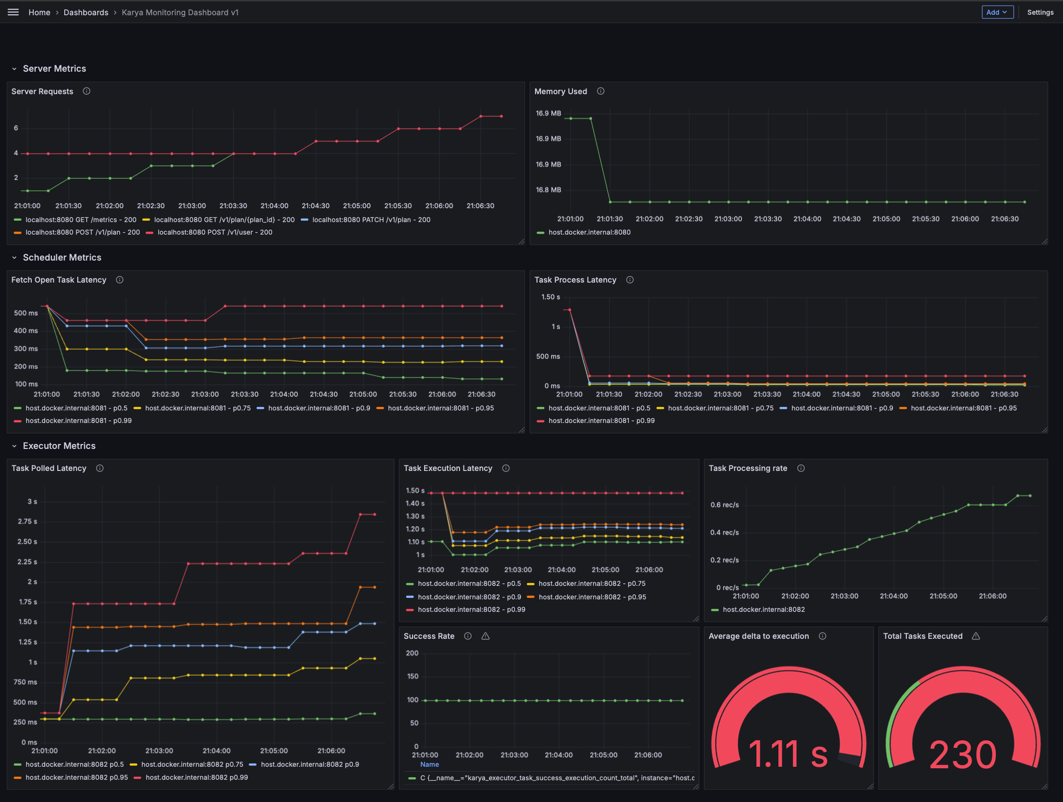 Home > Dashboards > Karya Monitoring Dashboard v1
Add
Settings
Server Metrics
Server Requests
6
4
2
21:01:00 21:01:30 21:02:00 21:02:30 21:03:00 21:03:30 21:04:00 21:04:30 21:05:00 21:05:30 21:06:00 21:06:30
localhost:8080 GET /metrics - 200 localhost:8080 GET /v1/plan/{plan_id} - 200 localhost:8080 PATCH /v1/plan - 200
localhost:8080 POST /v1/plan - 200 localhost:8080 POST /v1/user - 200
Memory Used
16.9 MB
16.9 MB
16.9 MB
16.8 MB
21:01:00 21:01:30 21:02:00 21:02:30 21:03:00 21:03:30 21:04:00 21:04:30 21:05:00 21:05:30 21:06:00 21:06:30
host.docker.internal:8080
Scheduler Metrics
Fetch Open Task Latency
500 ms
400 ms
300 ms
200 ms
100 ms
21:01:00 21:01:30 21:02:00 21:02:30 21:03:00 21:03:30 21:04:00 21:04:30 21:05:00 21:05:30 21:06:00 21:06:30
host.docker.internal:8081 - p0.5 host.docker.internal:8081 - p0.75 host.docker.internal:8081 - p0.9 host.docker.internal:8081 - p0.95
host.docker.internal:8081 - p0.99
Task Process Latency
1.50 s
1 s
500 ms
0 ms
21:01:00 21:01:30 21:02:00 21:02:30 21:03:00 21:03:30 21:04:00 21:04:30 21:05:00 21:05:30 21:06:00 21:06:30
host.docker.internal:8081 - p0.5 host.docker.internal:8081 - p0.75 host.docker.internal:8081 - p0.9 host.docker.internal:8081 - p0.95
host.docker.internal:8081 - p0.99
Executor Metrics
Task Polled Latency
3 s
2.75 s
2.50 s
2.25 s
2 s
1.75 s
1.50 s
1.25 s
1 s
750 ms
500 ms
250 ms
0 ms
21:01:00 21:02:00 21:03:00 21:04:00 21:05:00 21:06:00
host.docker.internal:8082 p0.5 host.docker.internal:8082 p0.75 host.docker.internal:8082 p0.9
host.docker.internal:8082 p0.95 host.docker.internal:8082 p0.99
Task Execution Latency
1.50 s
1.40 s
1.30 s
1.20 s
1.10 s
1 s
21:01:00 21:02:00 21:03:00 21:04:00 21:05:00 21:06:00
host.docker.internal:8082 - p0.5 host.docker.internal:8082 - p0.75
host.docker.internal:8082 - p0.9 host.docker.internal:8082 - p0.95
host.docker.internal:8082 - p0.99
Task Processing rate
0.6 rec/s
0.4 rec/s
0.2 rec/s
0 rec/s
21:01:00 21:02:00 21:03:00 21:04:00 21:05:00 21:06:00
host.docker.internal:8082
Success Rate
200
150
100
50
0
21:01:00 21:02:00 21:03:00 21:04:00 21:05:00 21:06:00
Name
C {__name__="karya_executor_task_success_execution_count_total", instance="host.c
Average delta to execution
1.11 s
Total Tasks Executed
230